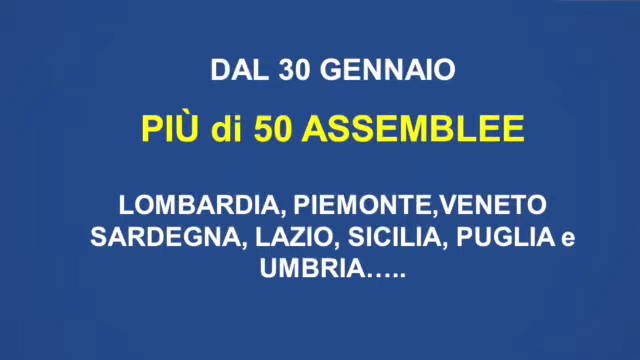 DAL 30 GENNAIO
PIÙ di 50 ASSEMBLEE
LOMBARDIA, PIEMONTE,VENETO
SARDEGNA, LAZIO, SICILIA, PUGLIA e
UMBRIA.....